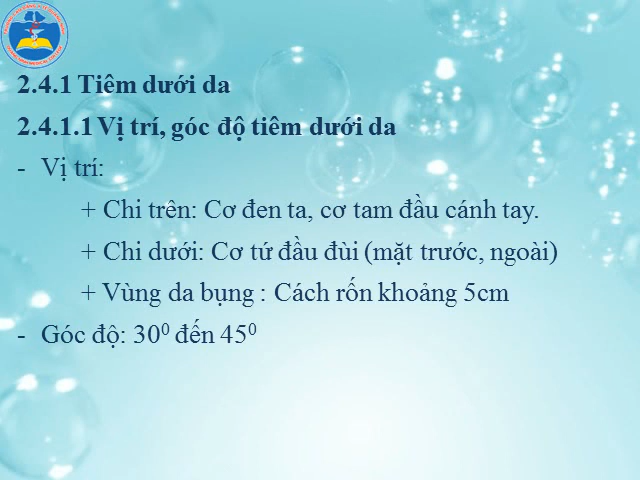 2.4.1 Tiêm dưới da
2.4.1.1 Vị trí, góc độ tiêm dưới da
- Vị trí:
+ Chi trên: Cơ đen ta, cơ tam đầu cánh tay.
+ Chi dưới: Cơ tứ đầu đùi (mặt trước, ngoài)
+ Vùng da bụng : Cách rốn khoảng 5cm
- Góc độ: 30⁰ đến 45⁰